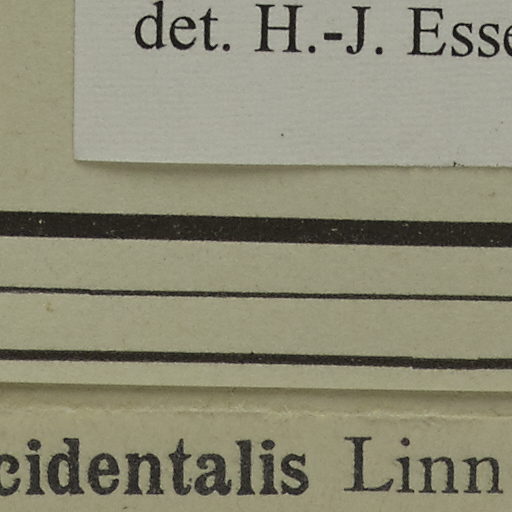 det. H.-J. Esse
cidentalis Linn